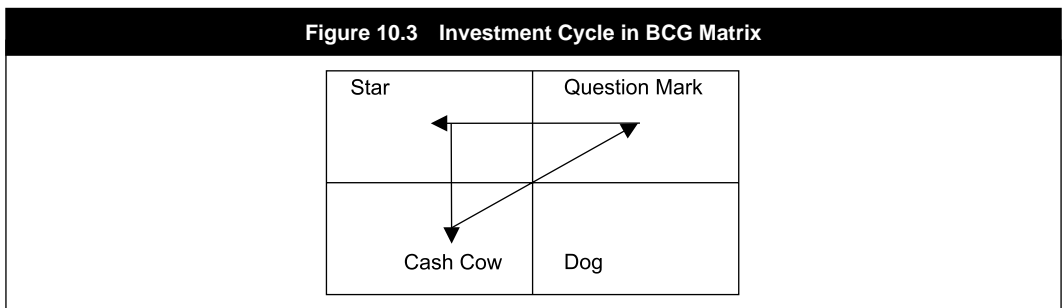 Figure 10.3 Investment Cycle in BCG Matrix
Star Question Mark
Cash Cow Dog